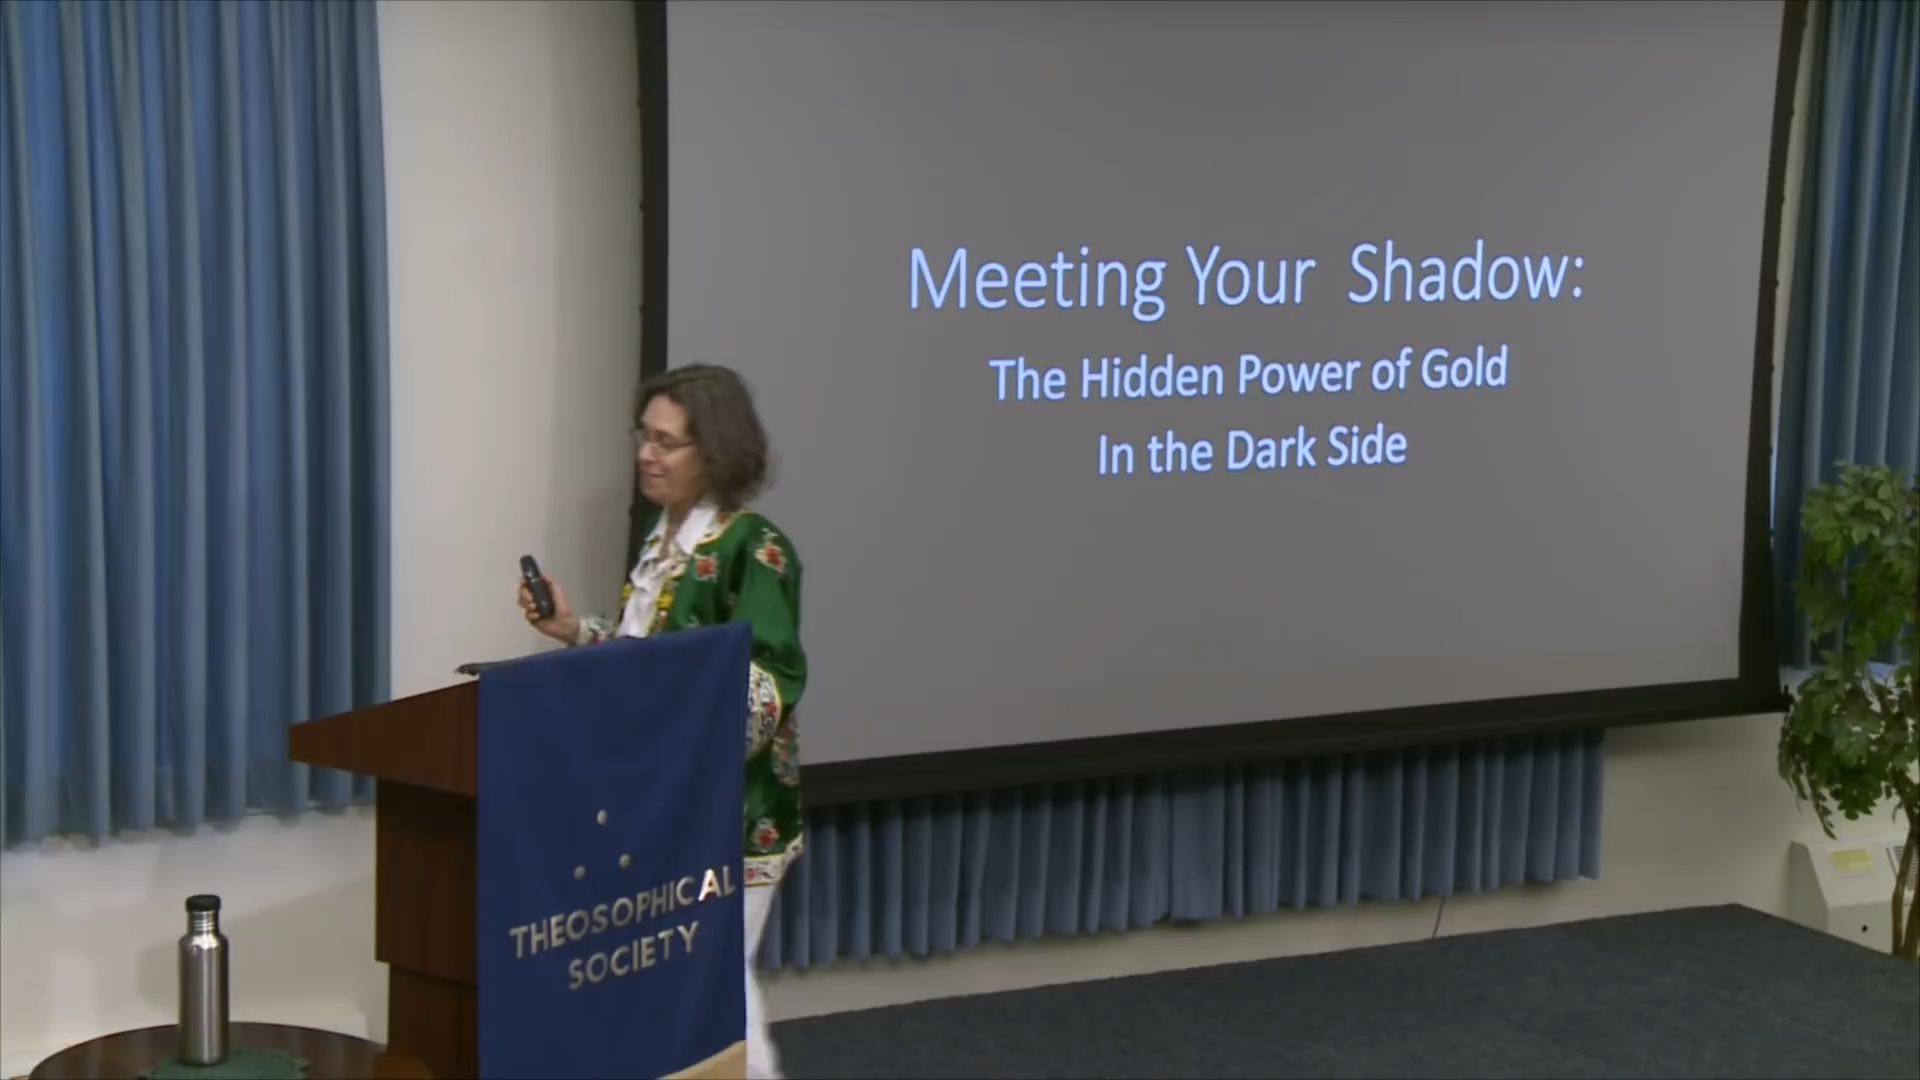 Meeting Your Shadow:
The Hidden Power of Gold
In the Dark Side
THEOSOPHICAL
SOCIETY